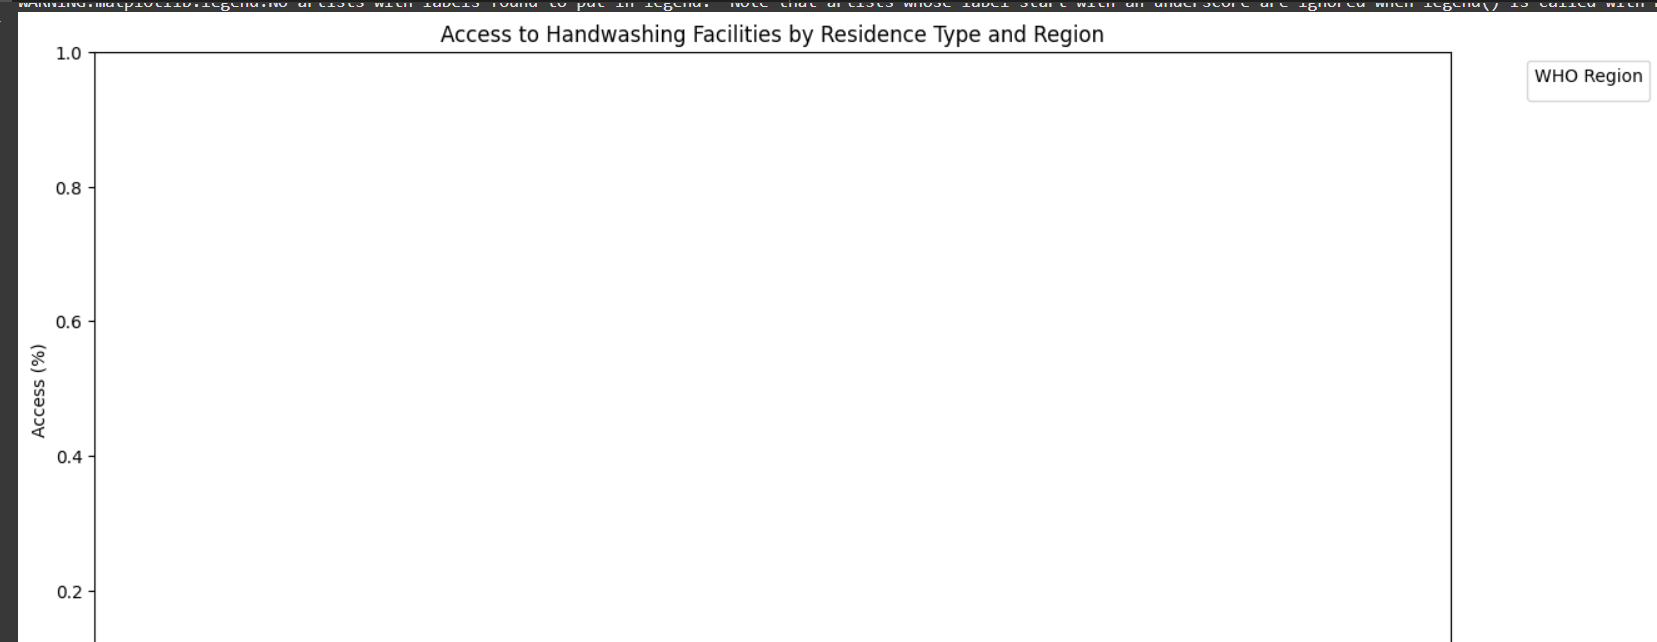 WARNING:matplotlib.legend:No artists with labels found to put in legend.  Note that artists whose label start with an underscore are ignored when legend() is called with
Access to Handwashing Facilities by Residence Type and Region
1.0
WHO Region
0.8
0.6
Access (%)
0.4
0.2